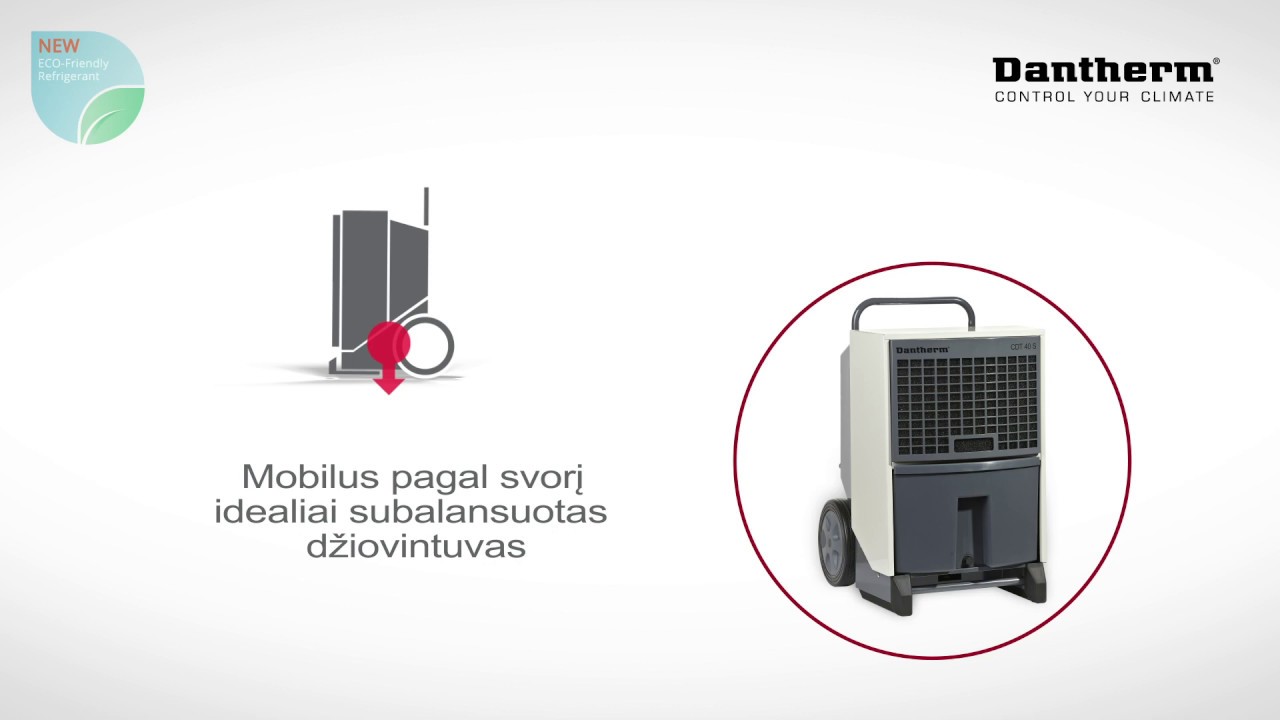 NEW
ECO-Friendly
Refrigerant
Dantherm®
CONTROL YOUR CLIMATE
Mobilus pagal svorį
idealiai subalansuotas
džiovintuvas
Dantherm
CDT 40 S